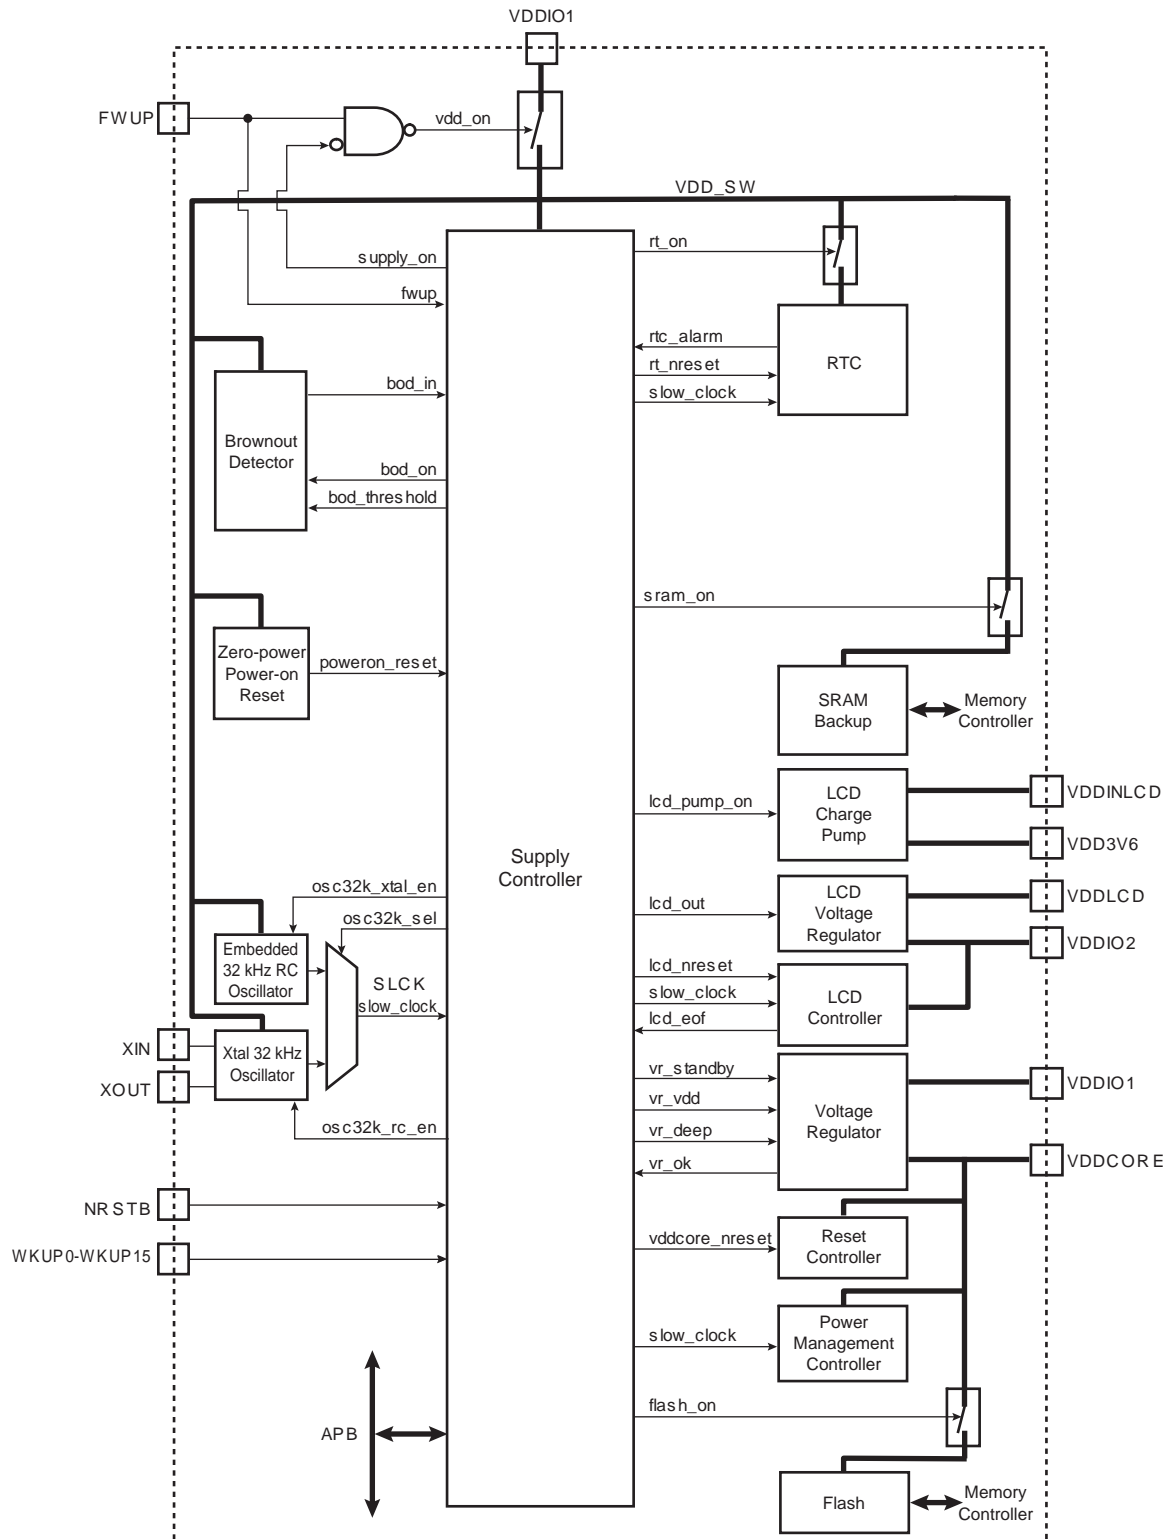 VDDIO1
FWUP
vdd_on
VDD_SW
supply_on
fwup
rt_on
rtc_alarm
rt_nreset
slow_clock
RTC
bod_in
Brownout
Detector
bod_on
bod_threshold
sram_on
Zero-power
Power-on
Reset
poweron_reset
SRAM
Backup
Memory
Controller
lcd_pump_on
LCD
Charge
Pump
VDDINLCD
VDD3V6
Supply
Controller
osc32k_xtal_en
osc32k_sel
lcd_out
LCD
Voltage
Regulator
VDDLCD
VDDIO2
Embedded
32 kHz RC
Oscillator
SLCK
slow_clock
lcd_nreset
slow_clock
lcd_eof
LCD
Controller
XIN
XOUT
Xtal 32 kHz
Oscillator
osc32k_rc_en
vr_standby
vr_vdd
vr_deep
vr_ok
Voltage
Regulator
VDDIO1
VDDCORE
NRSTB
WKUP0-WKUP15
vddcore_nreset
Reset
Controller
slow_clock
Power
Management
Controller
APB
flash_on
Flash
Memory
Controller